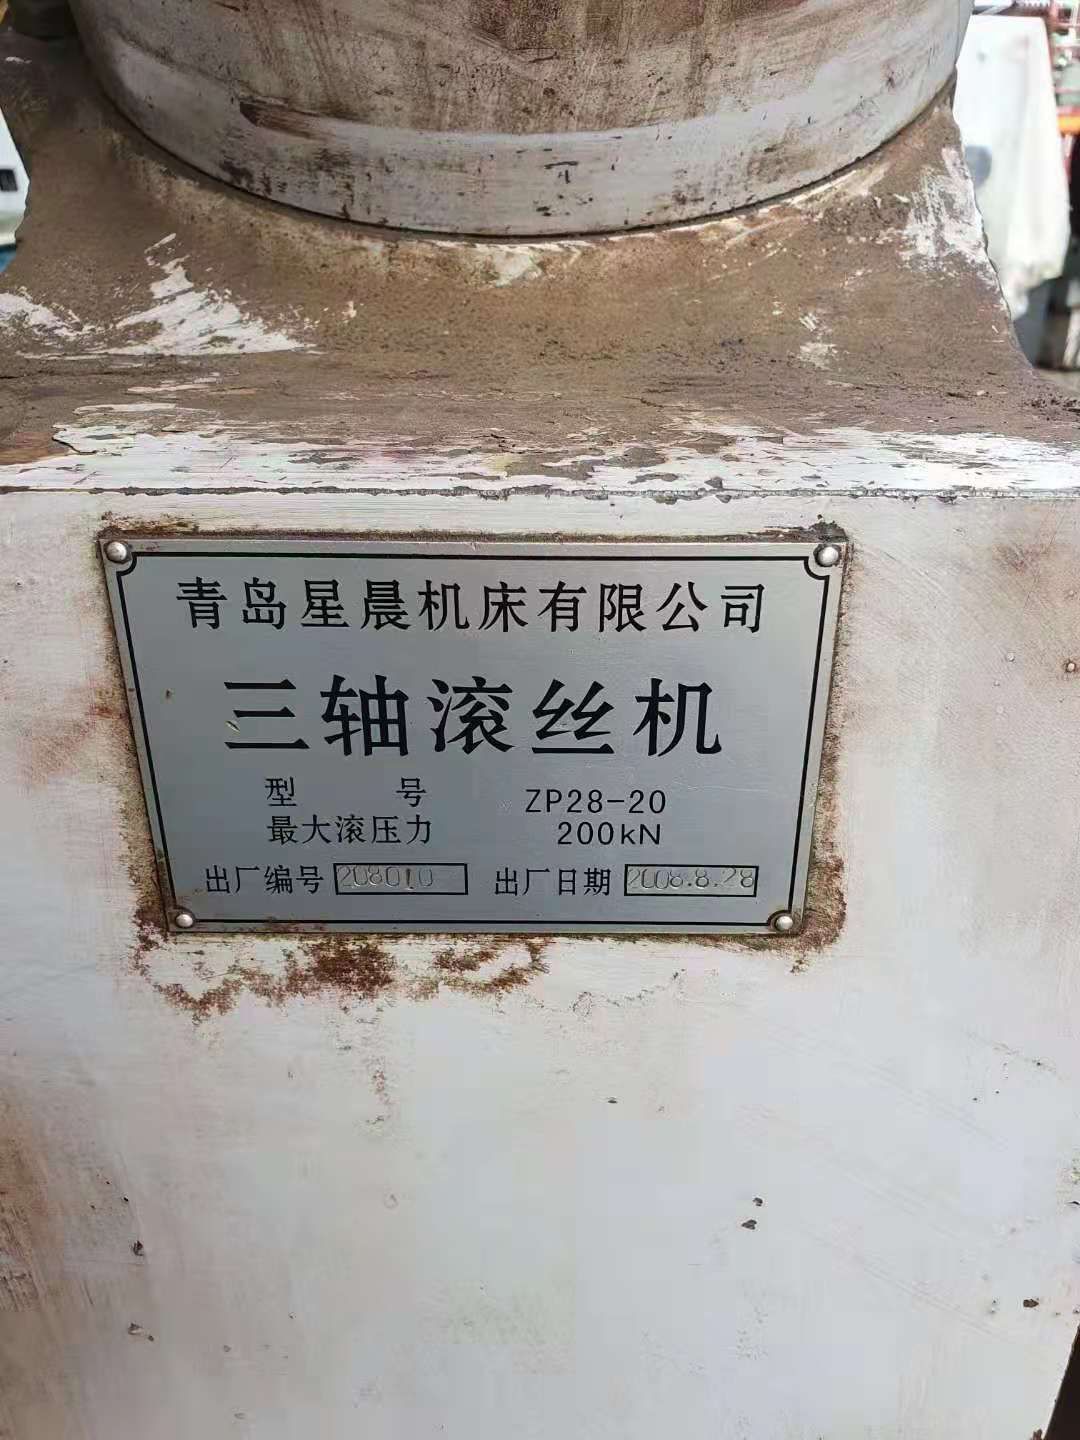 青岛星晨机床有限公司
三轴滚丝机
型 号 ZP28-20
最大滚压力 200kN
出厂编号 208010 出厂日期 2008.8.28